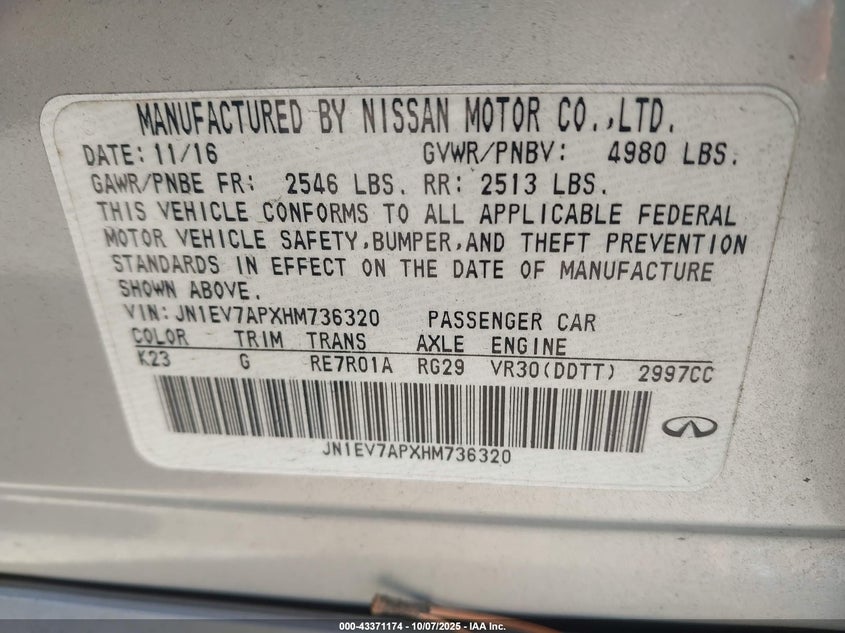 MANUFACTURED BY NISSAN MOTOR CO.,LTD.
DATE: 11/16 GVWR/PNBV: 4980 LBS.
GAWR/PNBE FR: 2546 LBS. RR: 2513 LBS.
THIS VEHICLE CONFORMS TO ALL APPLICABLE FEDERAL
MOTOR VEHICLE SAFETY,BUMPER,AND THEFT PREVENTION
STANDARDS IN EFFECT ON THE DATE OF MANUFACTURE
SHOWN ABOVE.
VIN: JN1EV7APXHM736320 PASSENGER CAR
COLOR TRIM TRANS AXLE ENGINE
K23 G RE7R01A RG29 VR30(DDTT) 2997CC
JN1EV7APXHM736320
000-43371174 | 10/07/2025 | IAA Inc.